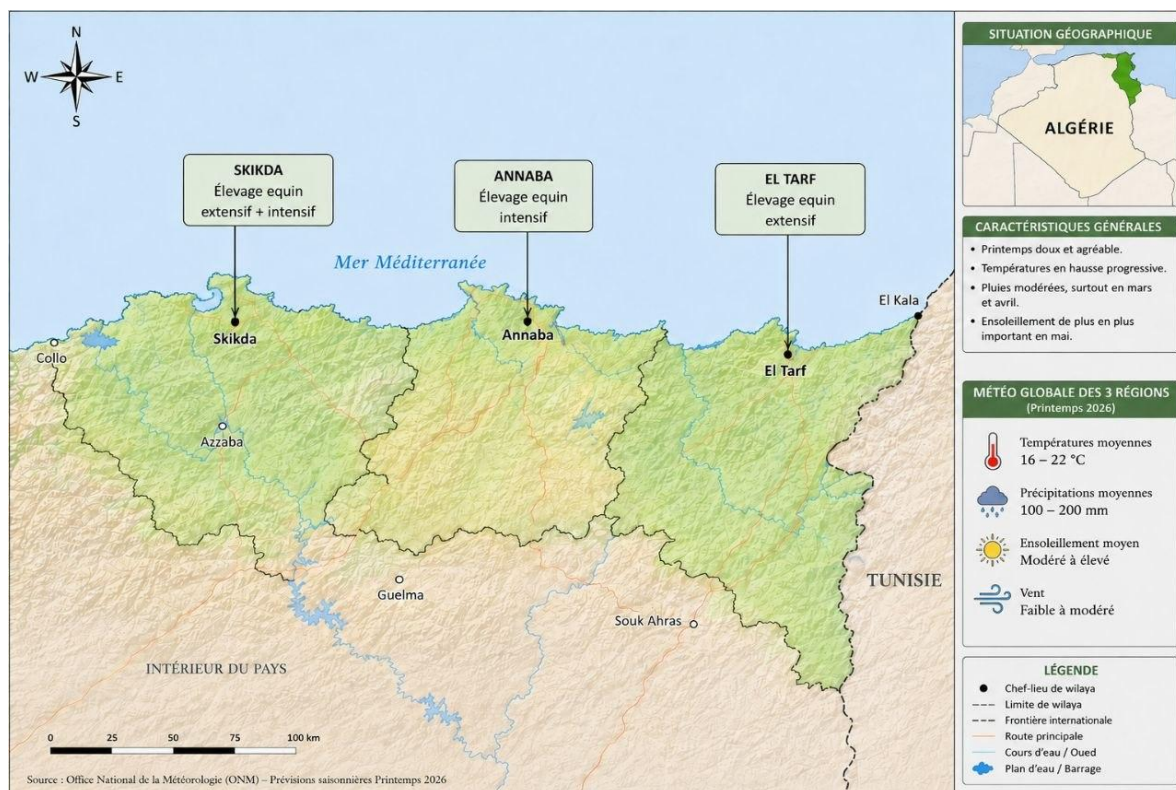 N
W
E
S
SKIKDA
Élevage equin
extensif + intensif
ANNABA
Élevage equin
intensif
EL TARF
Élevage equin
extensif
Mer Méditerranée
El Kala
Collo
Skikda
Annaba
El Tarf
Azzaba
Guelma
Souk Ahras
TUNISIE
INTÉRIEUR DU PAYS
0
25
50
75
100 km
Source : Office National de la Météorologie (ONM) – Prévisions saisonnières Printemps 2026
SITUATION GÉOGRAPHIQUE
ALGÉRIE
CARACTÉRISTIQUES GÉNÉRALES
• Printemps doux et agréable.
• Températures en hausse progressive.
• Pluies modérées, surtout en mars
et avril.
• Ensoleillement de plus en plus
important en mai.
MÉTÉO GLOBALE DES 3 RÉGIONS
(Printemps 2026)
Températures moyennes
16 – 22 °C
Précipitations moyennes
100 – 200 mm
Ensoleillement moyen
Modéré à élevé
Vent
Faible à modéré
LÉGENDE
Chef-lieu de wilaya
Limite de wilaya
Frontière internationale
Route principale
Cours d'eau / Oued
Plan d'eau / Barrage